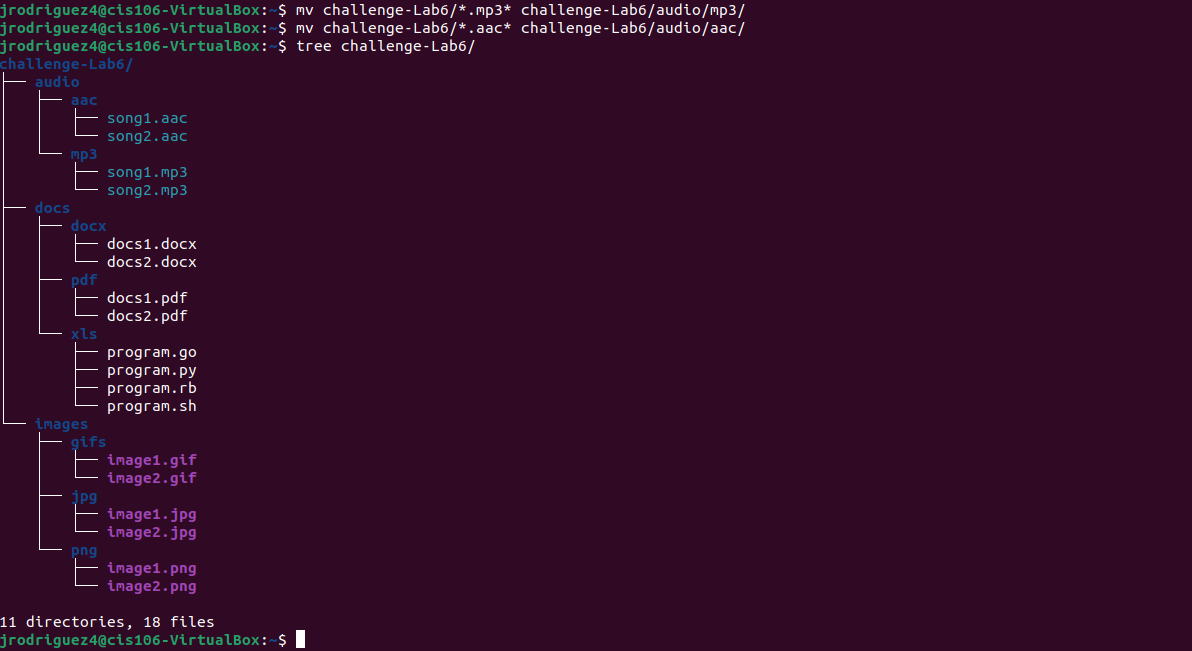 jrodriguez4@cis106-VirtualBox:~$ mv challenge-Lab6/*.mp3* challenge-Lab6/audio/mp3/
jrodriguez4@cis106-VirtualBox:~$ mv challenge-Lab6/*.aac* challenge-Lab6/audio/aac/
jrodriguez4@cis106-VirtualBox:~$ tree challenge-Lab6/
challenge-Lab6/
├── audio
│   ├── aac
│   │   ├── song1.aac
│   │   └── song2.aac
│   └── mp3
│       ├── song1.mp3
│       └── song2.mp3
├── docs
│   ├── docx
│   │   ├── docs1.docx
│   │   └── docs2.docx
│   ├── pdf
│   │   ├── docs1.pdf
│   │   └── docs2.pdf
│   └── xls
│       ├── program.go
│       ├── program.py
│       ├── program.rb
│       └── program.sh
└── images
    ├── gifs
    │   ├── image1.gif
    │   └── image2.gif
    ├── jpg
    │   ├── image1.jpg
    │   └── image2.jpg
    └── png
        ├── image1.png
        └── image2.png

11 directories, 18 files
jrodriguez4@cis106-VirtualBox:~$